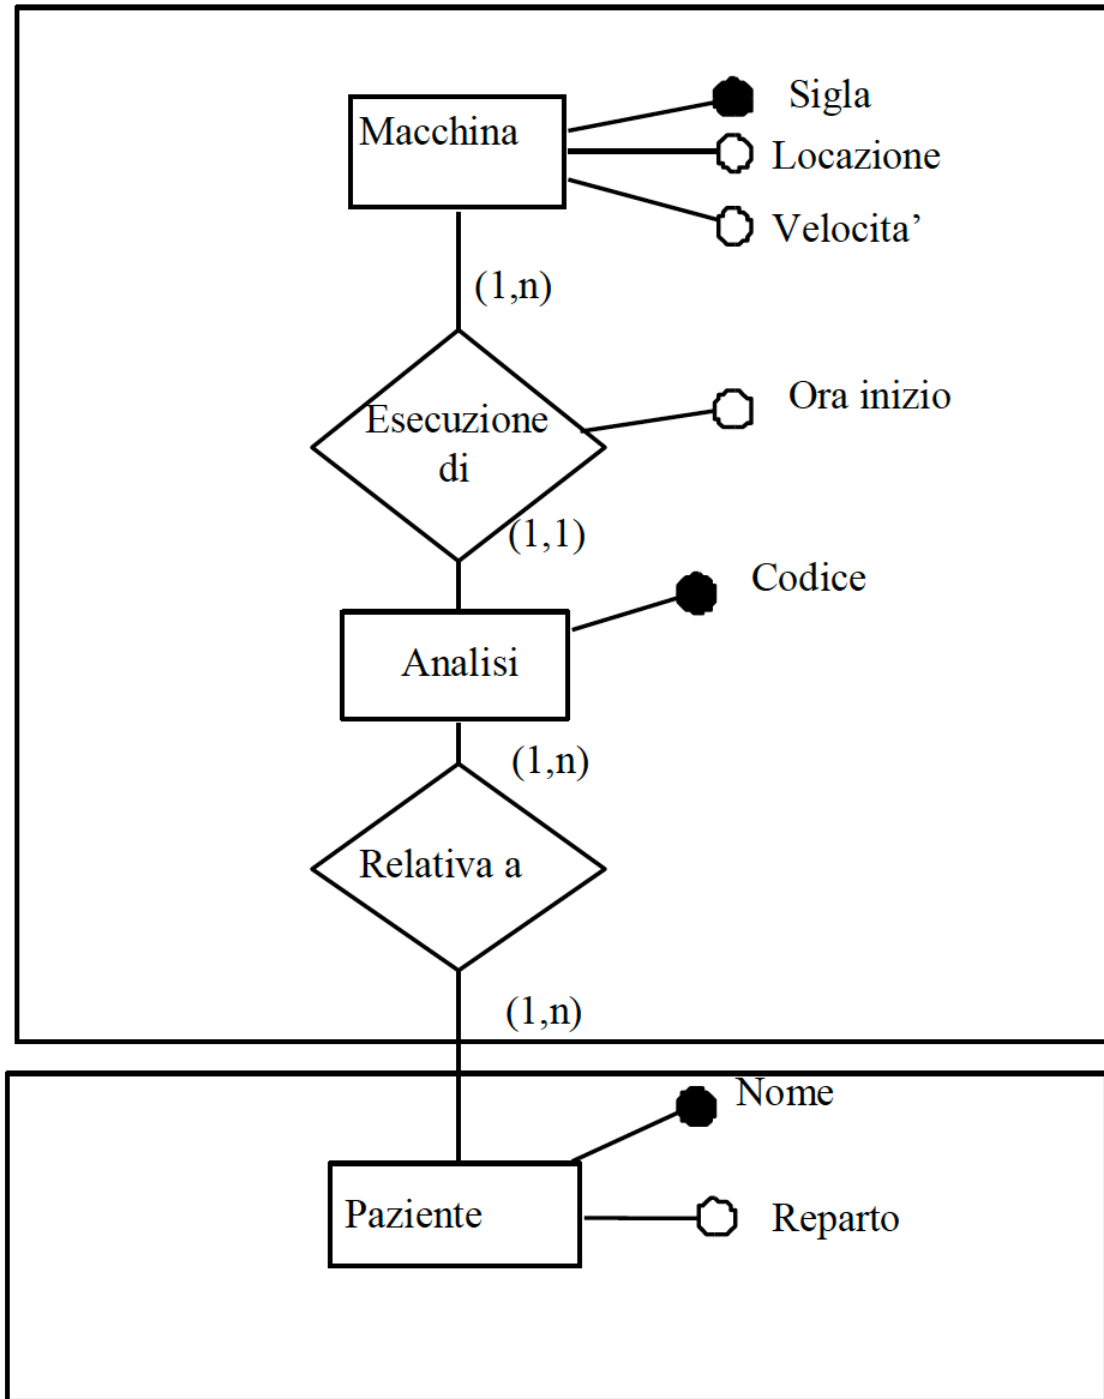 Macchina
Sigla
Locazione
Velocita’
(1,n)
Esecuzione
di
Ora inizio
(1,1)
Codice
Analisi
(1,n)
Relativa a
(1,n)
Nome
Paziente
Reparto